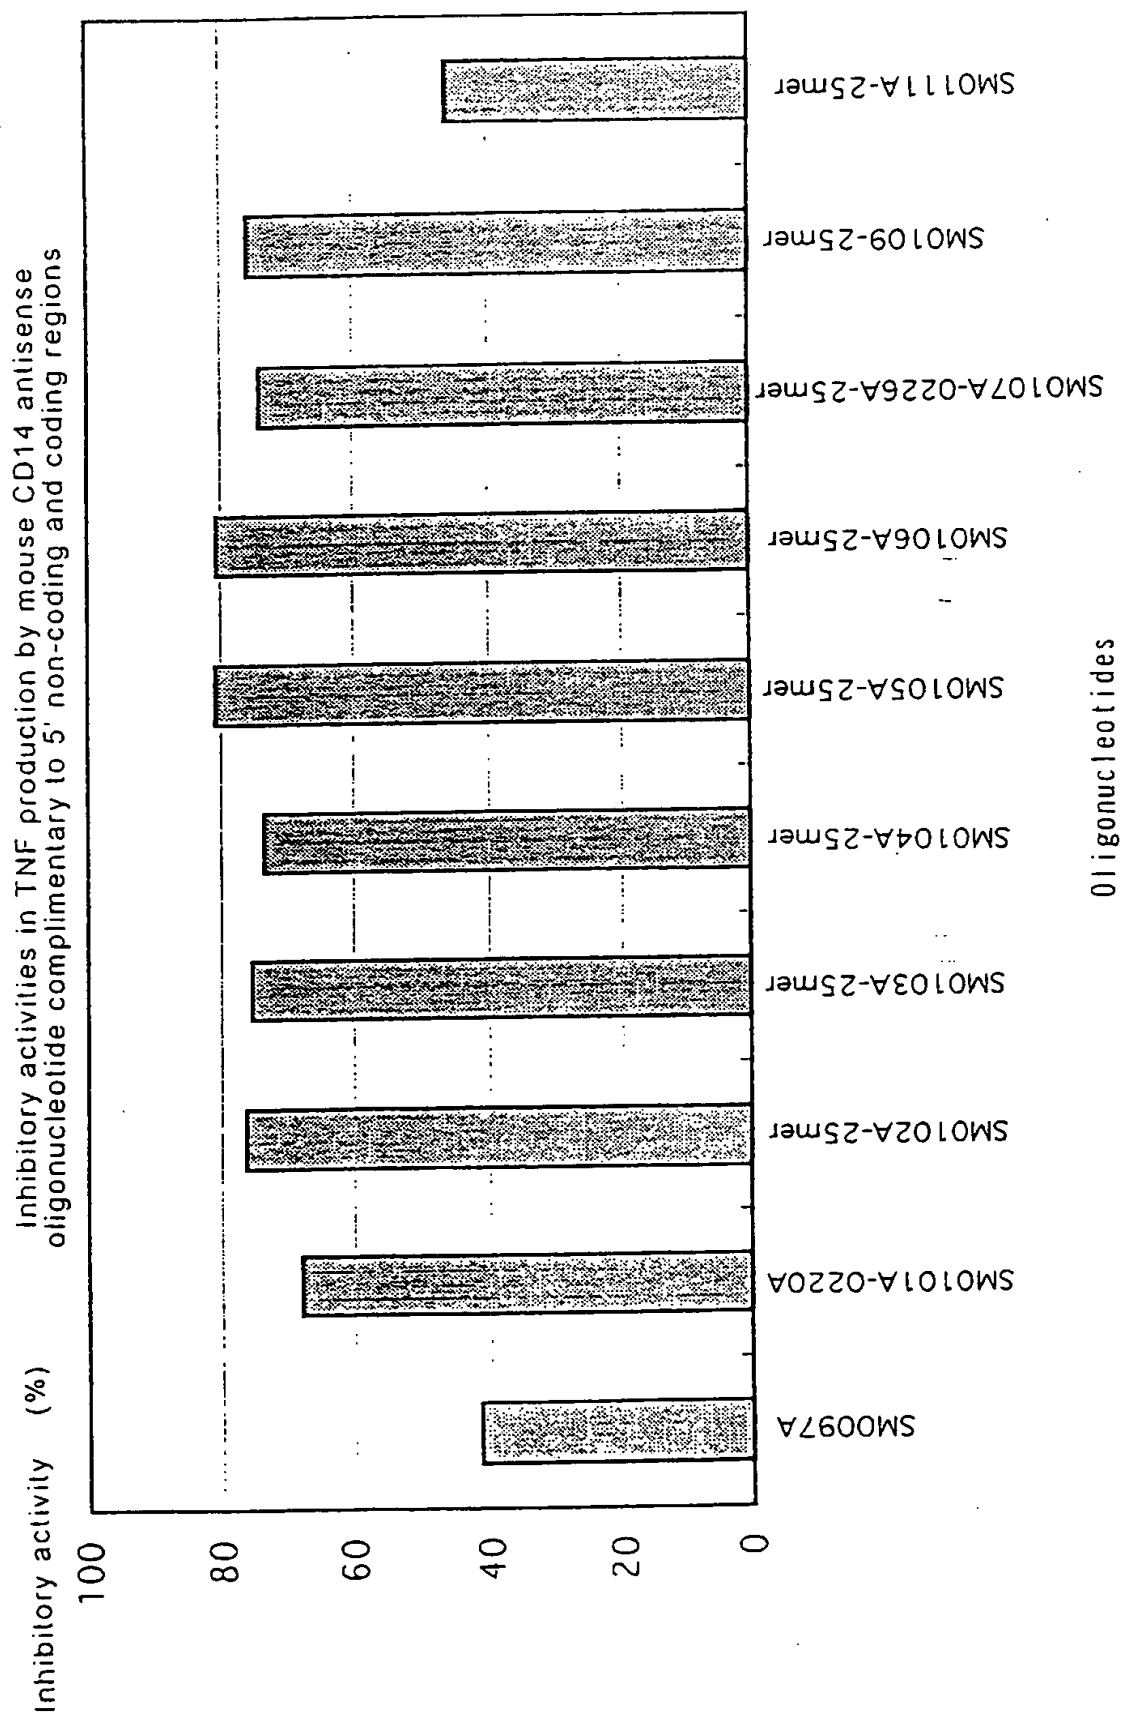 Inhibitory activities in TNF production by mouse CD14 antisense
oligonucleotide complimentary to 5' non-coding and coding regions
Inhibitory activity (%)
100
80
60
40
20
0
SM0097A
SM0101A-0220A
SM0102A-25mer
SM0103A-25mer
SM0104A-25mer
SM0105A-25mer
SM0106A-25mer
SM0107A-0226A-25mer
SM0109-25mer
SM0111A-25mer
Oligonucleotides